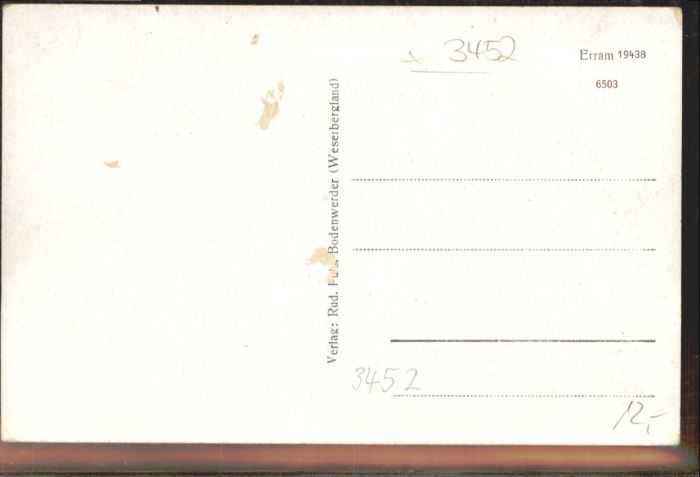 x 3452
Erram 19438
6503
Verlag: Rud. Bodenwerder (Weserbergland)
3452
12,-